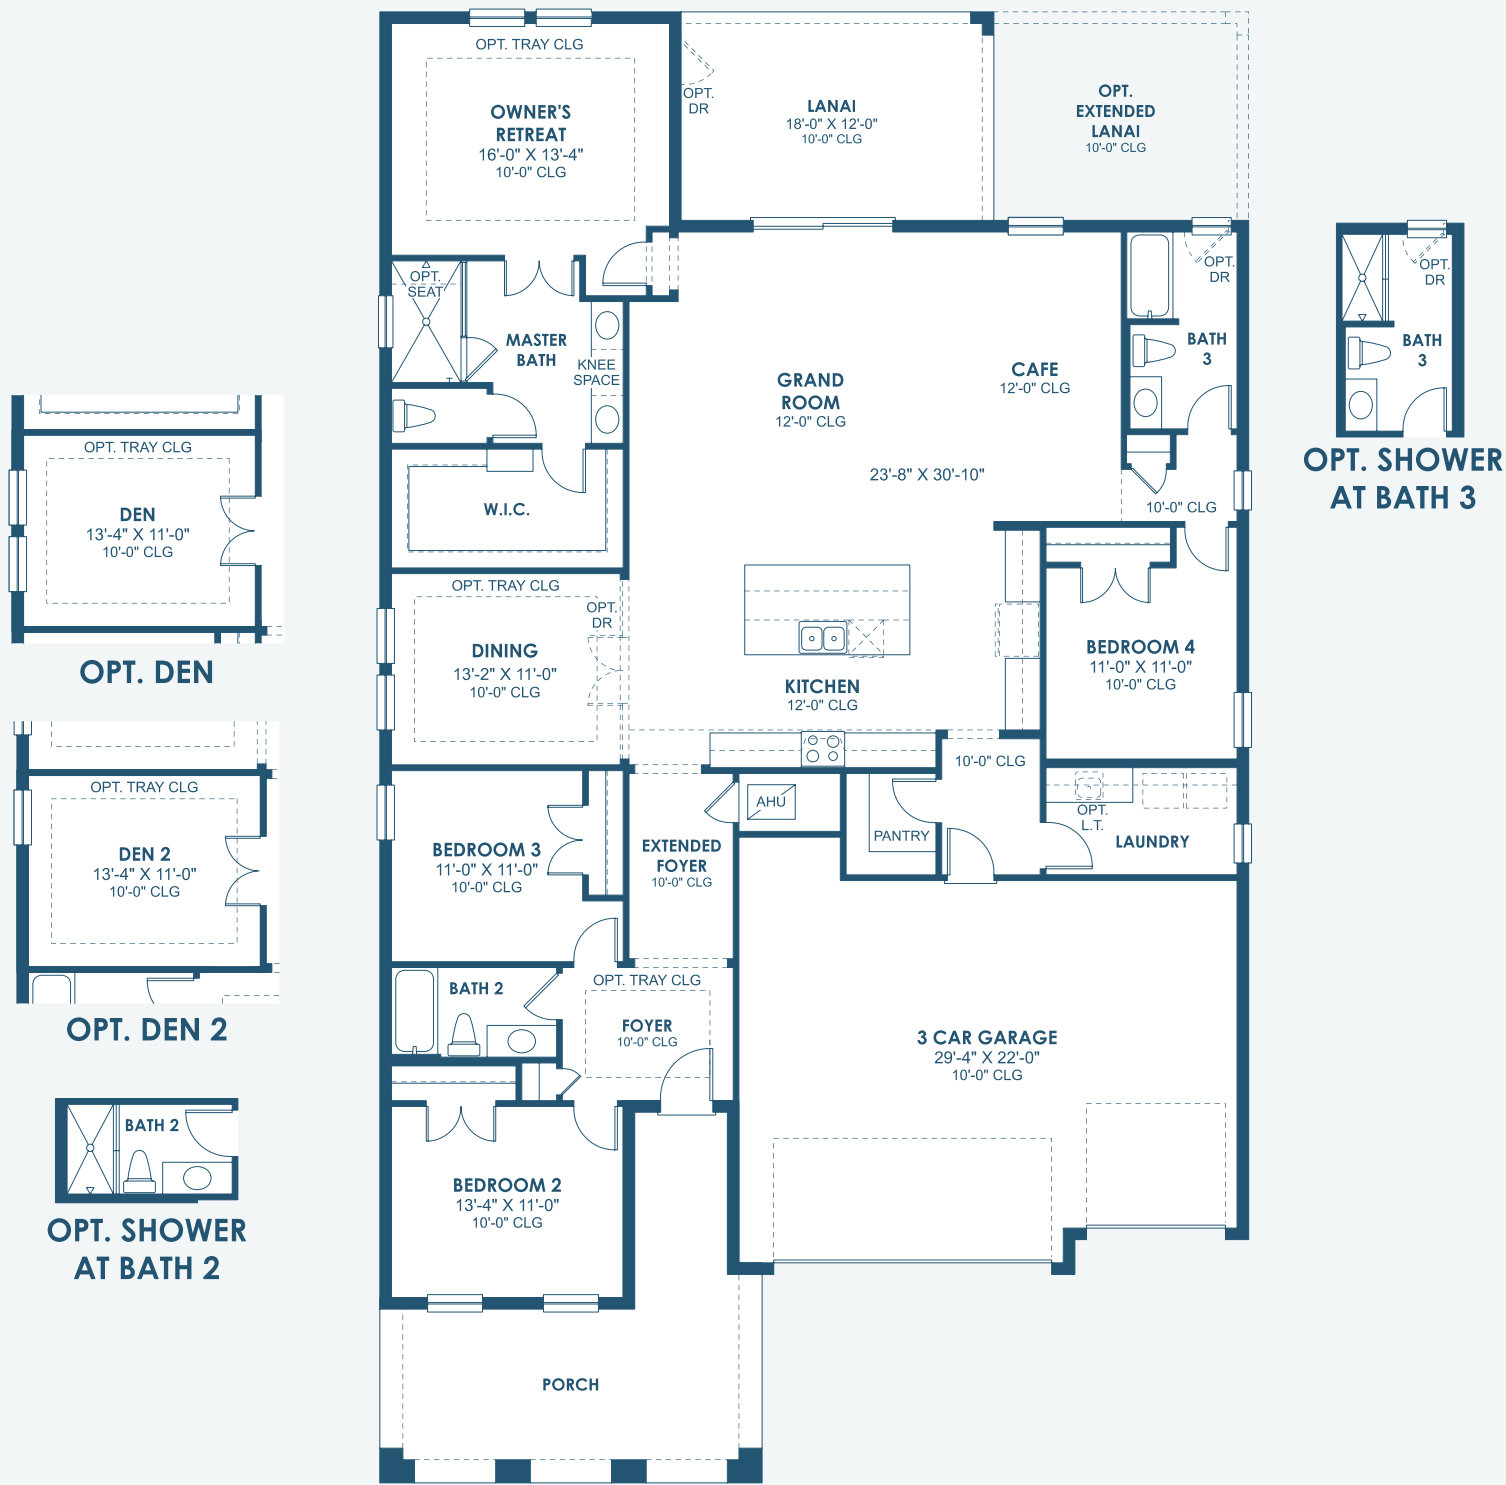 OPT. TRAY CLG
OWNER'S
RETREAT
16'-0" X 13'-4"
10'-0" CLG
OPT.
DR
LANAI
18'-0" X 12'-0"
10'-0" CLG
OPT.
EXTENDED
LANAI
10'-0" CLG
OPT.
SEAT
MASTER
BATH
KNEE
SPACE
GRAND
ROOM
12'-0" CLG
CAFE
12'-0" CLG
23'-8" X 30'-10"
OPT.
DR
BATH
3
10'-0" CLG
OPT.
DR
BATH
3
OPT. SHOWER
AT BATH 3
W.I.C.
OPT. TRAY CLG
DEN
13'-4" X 11'-0"
10'-0" CLG
OPT. DEN
OPT. TRAY CLG
OPT.
DR
DINING
13'-2" X 11'-0"
10'-0" CLG
KITCHEN
12'-0" CLG
BEDROOM 4
11'-0" X 11'-0"
10'-0" CLG
10'-0" CLG
OPT. TRAY CLG
DEN 2
13'-4" X 11'-0"
10'-0" CLG
OPT. DEN 2
BEDROOM 3
11'-0" X 11'-0"
10'-0" CLG
EXTENDED
FOYER
10'-0" CLG
AHU
PANTRY
OPT.
L.T.
LAUNDRY
BATH 2
OPT. TRAY CLG
FOYER
10'-0" CLG
3 CAR GARAGE
29'-4" X 22'-0"
10'-0" CLG
BATH 2
OPT. SHOWER
AT BATH 2
BEDROOM 2
13'-4" X 11'-0"
10'-0" CLG
PORCH